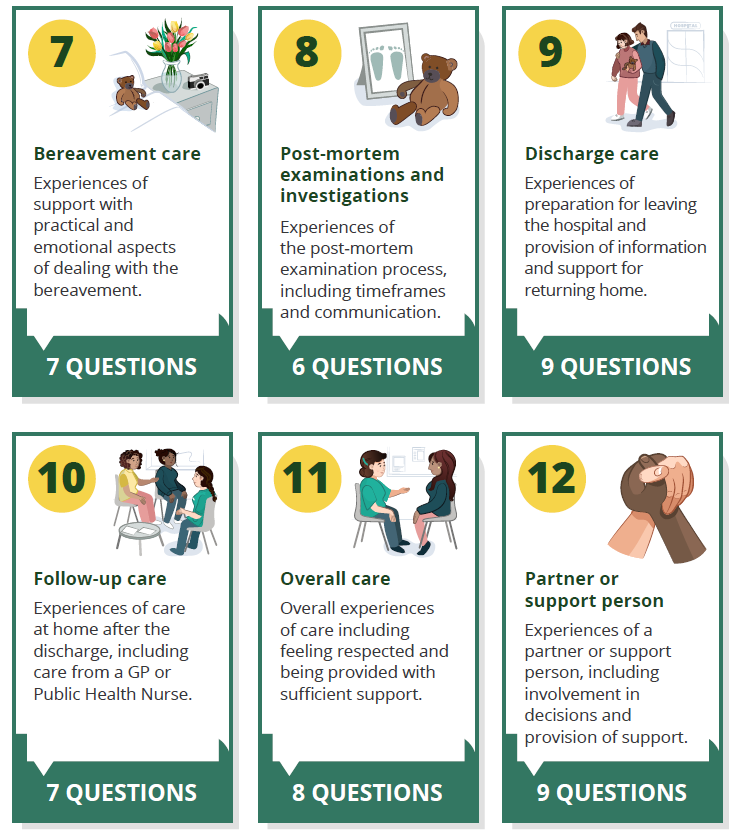 7
Bereavement care
Experiences of
support with
practical and
emotional aspects
of dealing with the
bereavement.
7 QUESTIONS
8
Post-mortem
examinations and
investigations
Experiences of
the post-mortem
examination process,
including timeframes
and communication.
6 QUESTIONS
9
HOSPITAL
Discharge care
Experiences of
preparation for leaving
the hospital and
provision of information
and support for
returning home.
9 QUESTIONS
10
Follow-up care
Experiences of care
at home after the
discharge, including
care from a GP or
Public Health Nurse.
7 QUESTIONS
11
Overall care
Overall experiences
of care including
feeling respected and
being provided with
sufficient support.
8 QUESTIONS
12
Partner or
support person
Experiences of a
partner or support
person, including
involvement in
decisions and
provision of support.
9 QUESTIONS